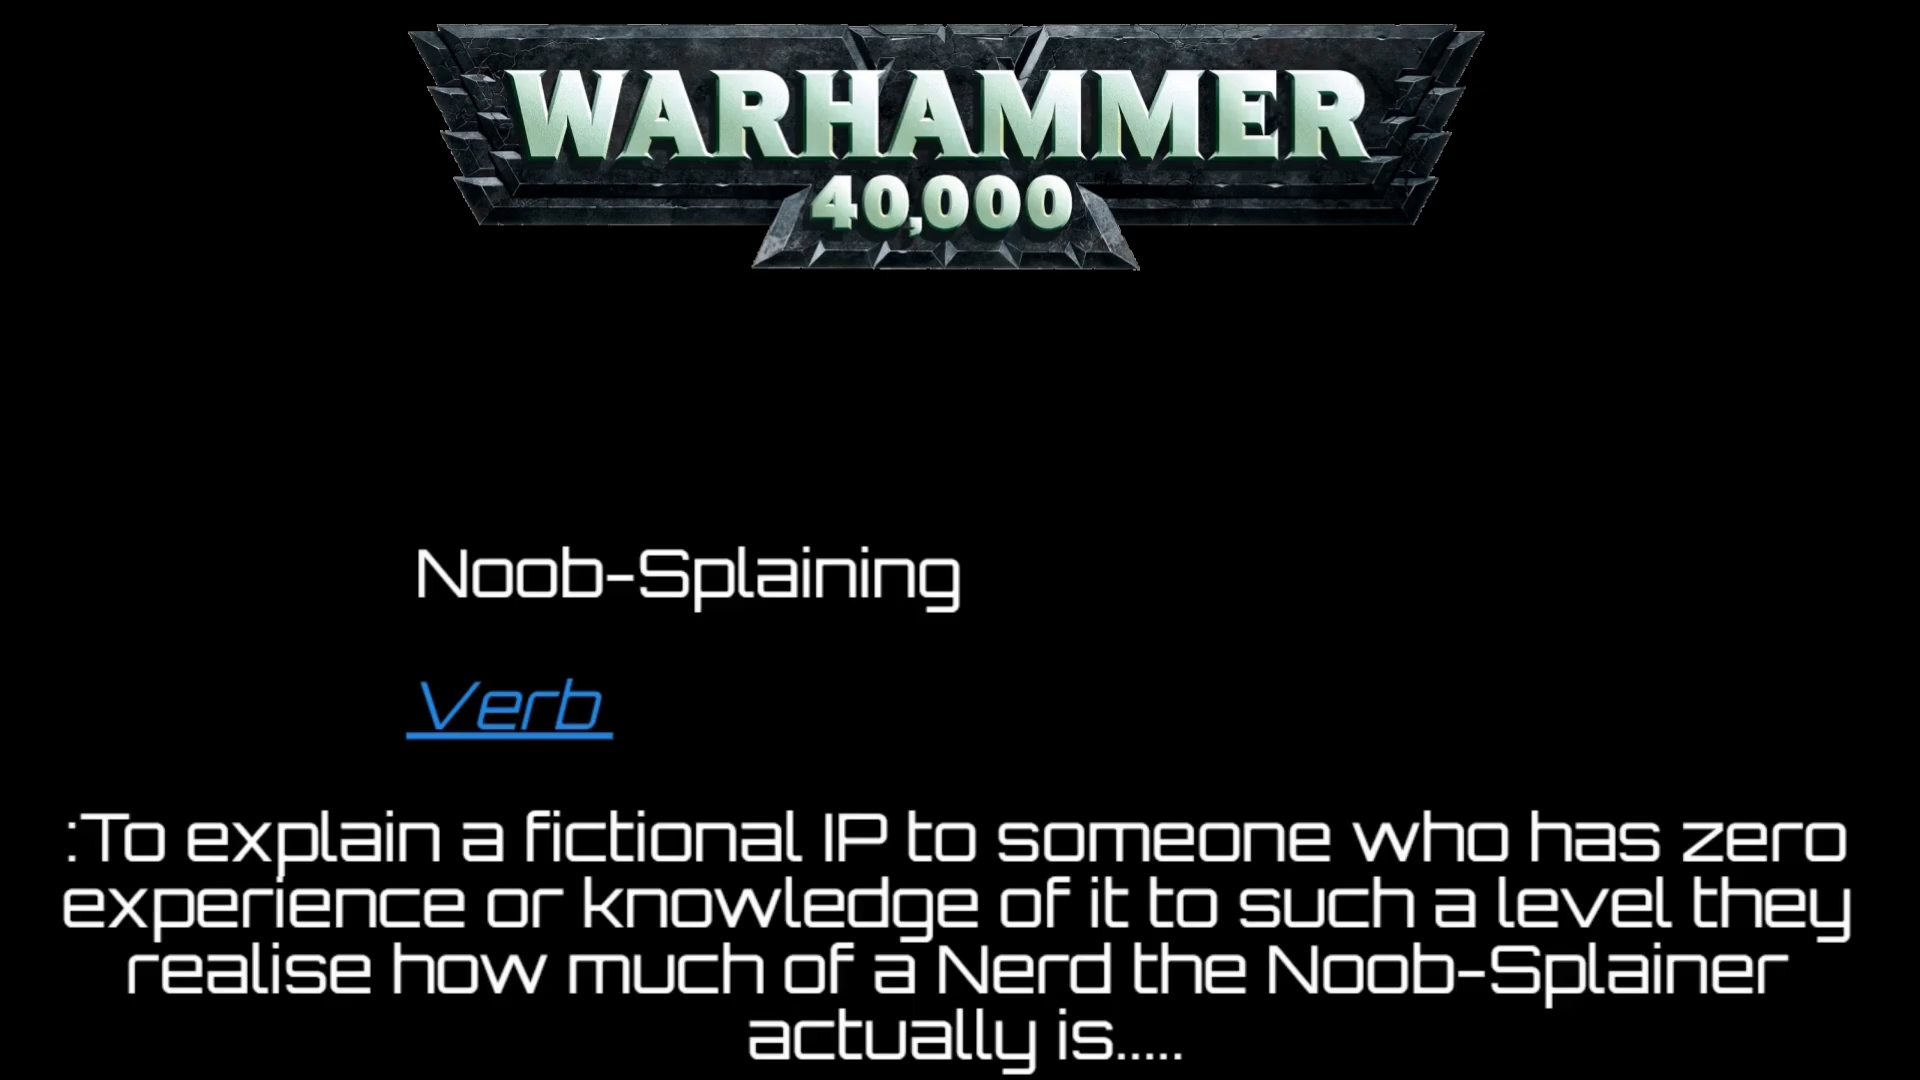 WARHAMMER
40,000
Noob-Splaining
Verb
:To explain a fictional IP to someone who has zero
experience or knowledge of it to such a level they
realise how much of a Nerd the Noob-Splainer
actually is.....